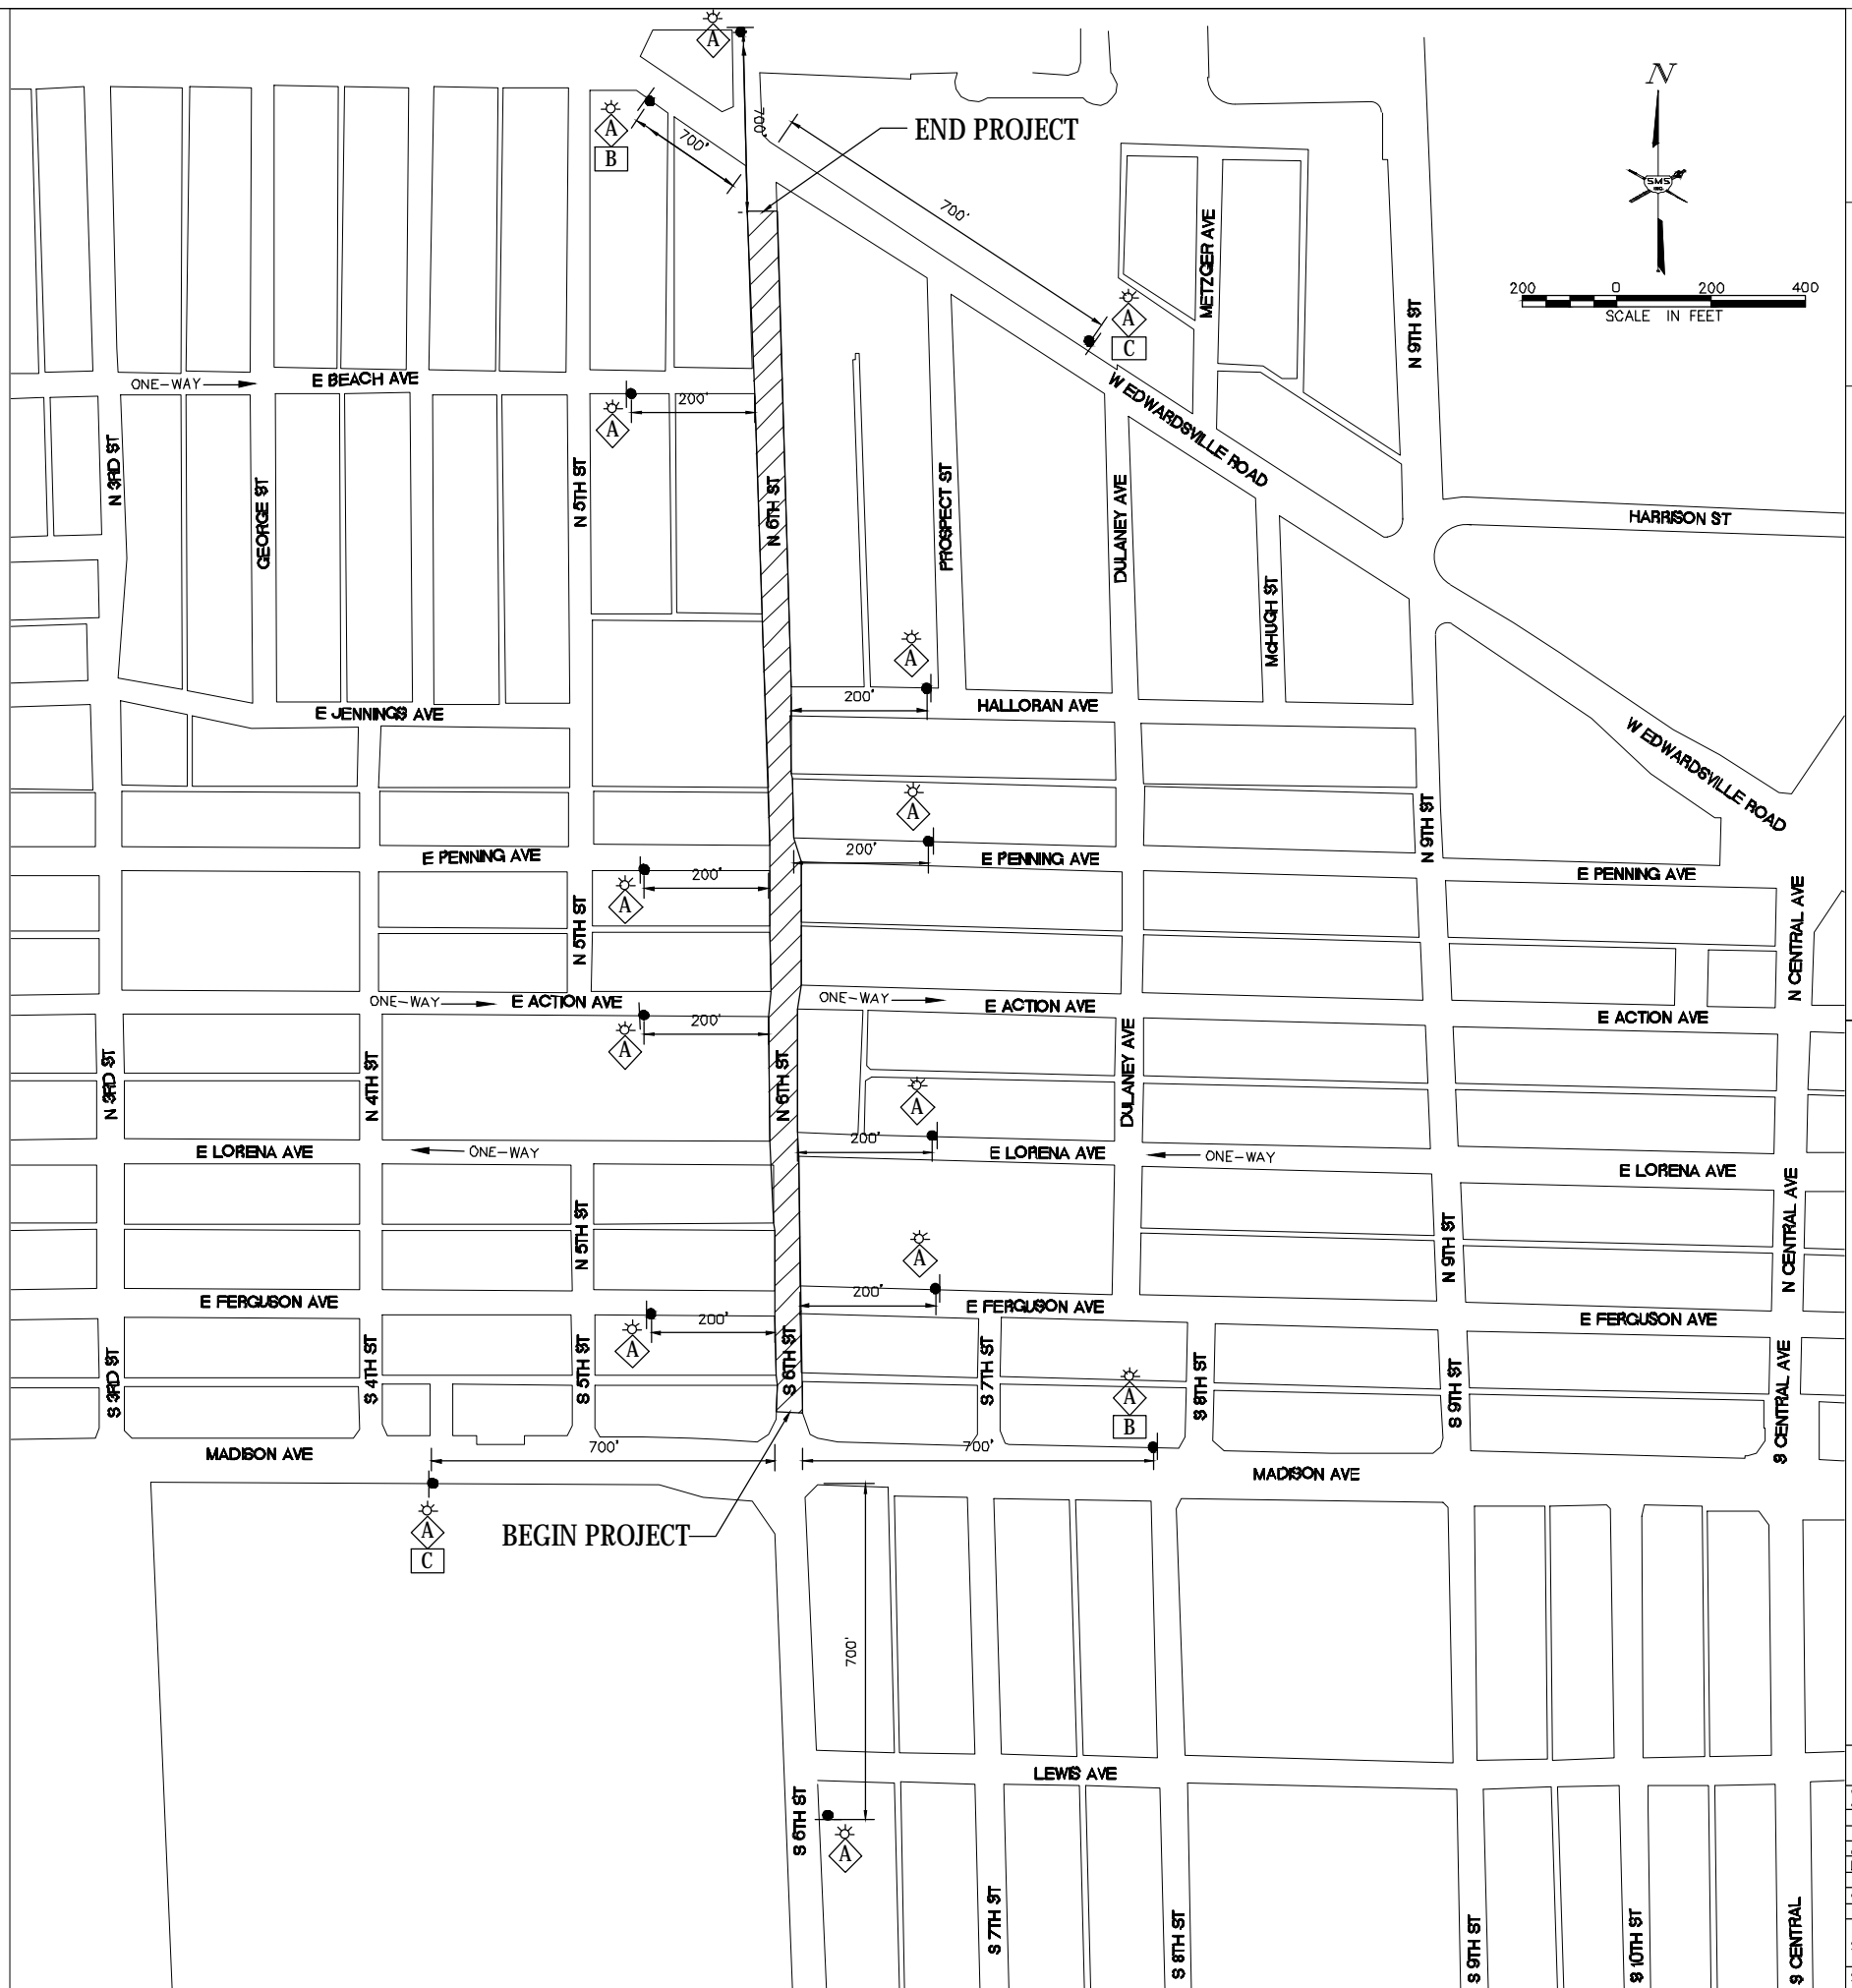 A
N
A
B
700'
700'
END PROJECT
700'
SMS
METZGER AVE
200 0 200 400
SCALE IN FEET
A
C
N 9TH ST
ONE-WAY
E BEACH AVE
200'
A
W EDWARDSVILLE ROAD
N 3RD ST
GEORGE ST
N 5TH ST
N 6TH ST
PROSPECT ST
DULANEY AVE
McHUGH ST
HARRISON ST
A
200'
HALLORAN AVE
E JENNINGS AVE
W EDWARDSVILLE ROAD
A
N 9TH ST
200'
E PENNING AVE
E PENNING AVE
E PENNING AVE
200'
A
N 5TH ST
N CENTRAL AVE
ONE-WAY
E ACTION AVE
ONE-WAY
E ACTION AVE
E ACTION AVE
200'
A
N 3RD ST
N 4TH ST
N 6TH ST
DULANEY AVE
A
200'
E LORENA AVE
ONE-WAY
E LORENA AVE
ONE-WAY
E LORENA AVE
N 5TH ST
N 9TH ST
N CENTRAL AVE
A
200'
E FERGUSON AVE
E FERGUSON AVE
E FERGUSON AVE
200'
A
S 3RD ST
S 4TH ST
S 5TH ST
S 6TH ST
S 7TH ST
A
B
S 8TH ST
S 9TH ST
S CENTRAL AVE
MADISON AVE
700'
700'
MADISON AVE
A
C
BEGIN PROJECT
700'
LEWIS AVE
S 6TH ST
A
S 7TH ST
S 8TH ST
S 9TH ST
S 10TH ST
S CENTRAL